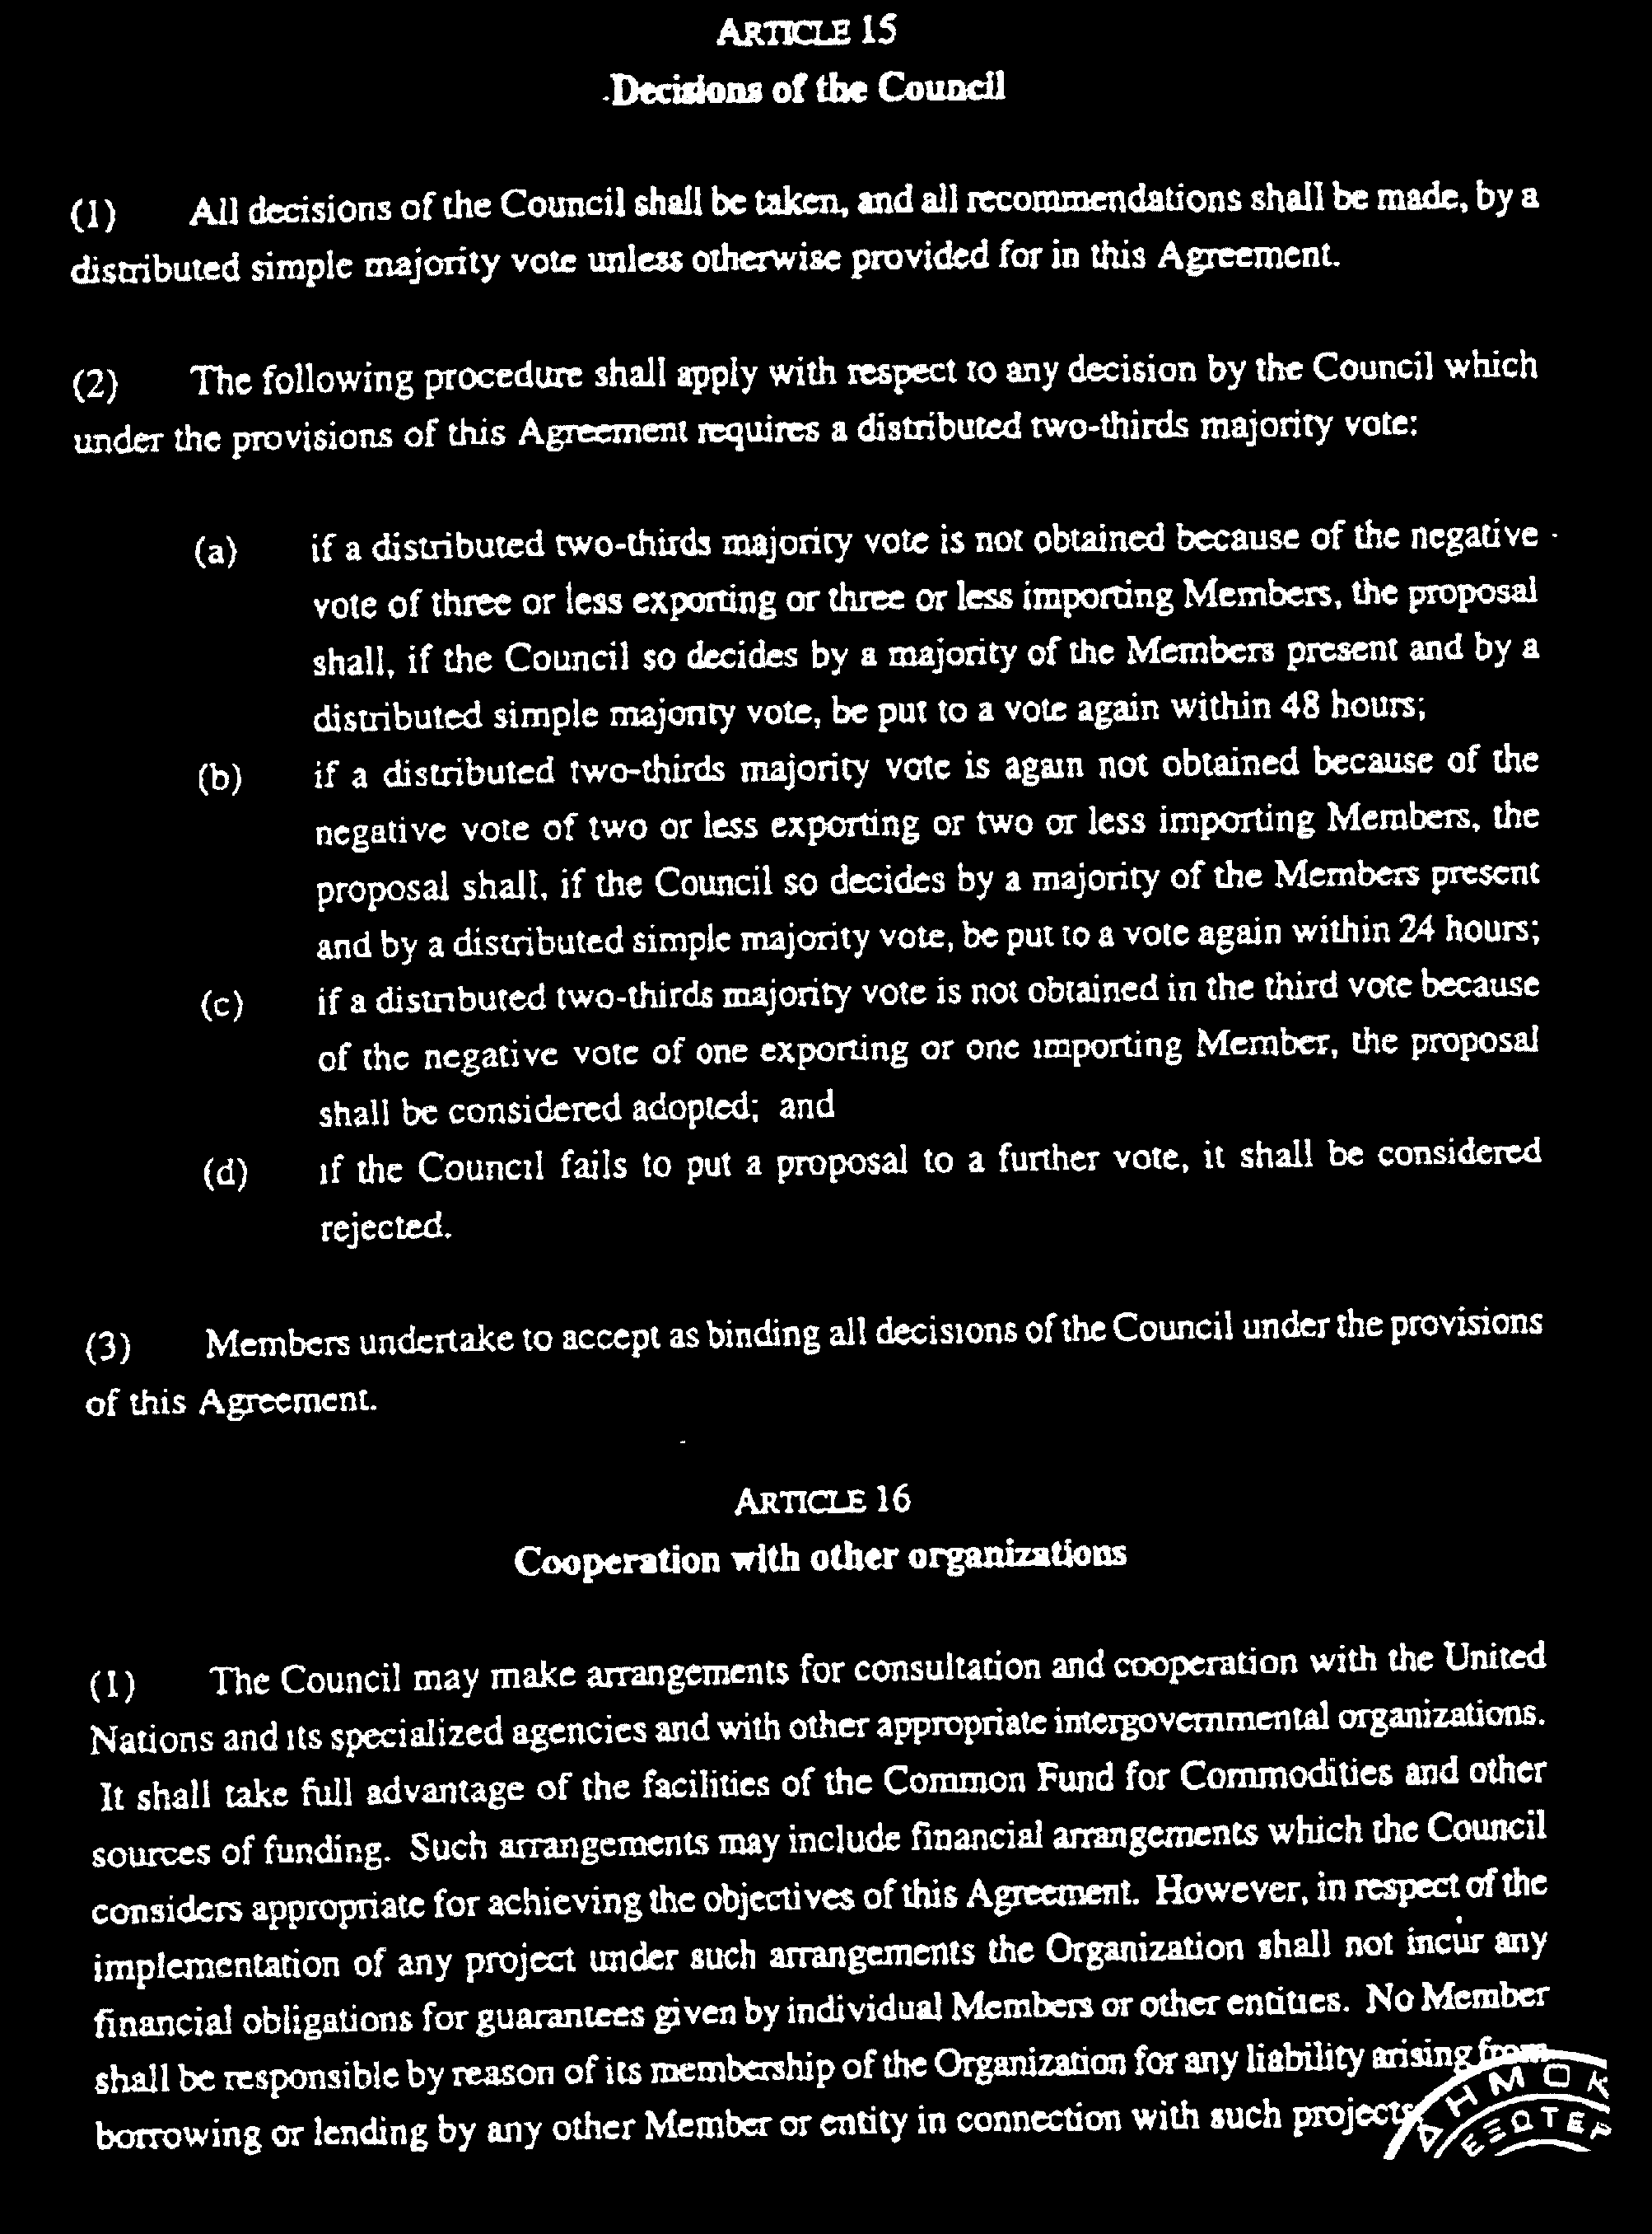 ARTICLE 15
Decisions of the Council
(1) All decisions of the Council shall be taken, and all recommendations shall be made, by a
distributed simple majority vote unless otherwise provided for in this Agreement.
(2) The following procedure shall apply with respect to any decision by the Council which
under the provisions of this Agreement requires a distributed two-thirds majority vote:
(a) if a distributed two-thirds majority vote is not obtained because of the negative
vote of three or less exporting or three or less importing Members, the proposal
shall, if the Council so decides by a majority of the Members present and by a
distributed simple majority vote, be put to a vote again within 48 hours;
(b) if a distributed two-thirds majority vote is again not obtained because of the
negative vote of two or less exporting or two or less importing Members, the
proposal shall, if the Council so decides by a majority of the Members present
and by a distributed simple majority vote, be put to a vote again within 24 hours;
(c) if a distributed two-thirds majority vote is not obtained in the third vote because
of the negative vote of one exporting or one importing Member, the proposal
shall be considered adopted; and
(d) if the Council fails to put a proposal to a further vote, it shall be considered
rejected.
(3) Members undertake to accept as binding all decisions of the Council under the provisions
of this Agreement.
ARTICLE 16
Cooperation with other organizations
(1) The Council may make arrangements for consultation and cooperation with the United
Nations and its specialized agencies and with other appropriate intergovernmental organizations.
It shall take full advantage of the facilities of the Common Fund for Commodities and other
sources of funding. Such arrangements may include financial arrangements which the Council
considers appropriate for achieving the objectives of this Agreement. However, in respect of the
implementation of any project under such arrangements the Organization shall not incur any
financial obligations for guarantees given by individual Members or other entities. No Member
shall be responsible by reason of its membership of the Organization for any liability arising from
borrowing or lending by any other Member or entity in connection with such projects.
ΔΗΜΟΚ
ΕΞΩΤΕΡ